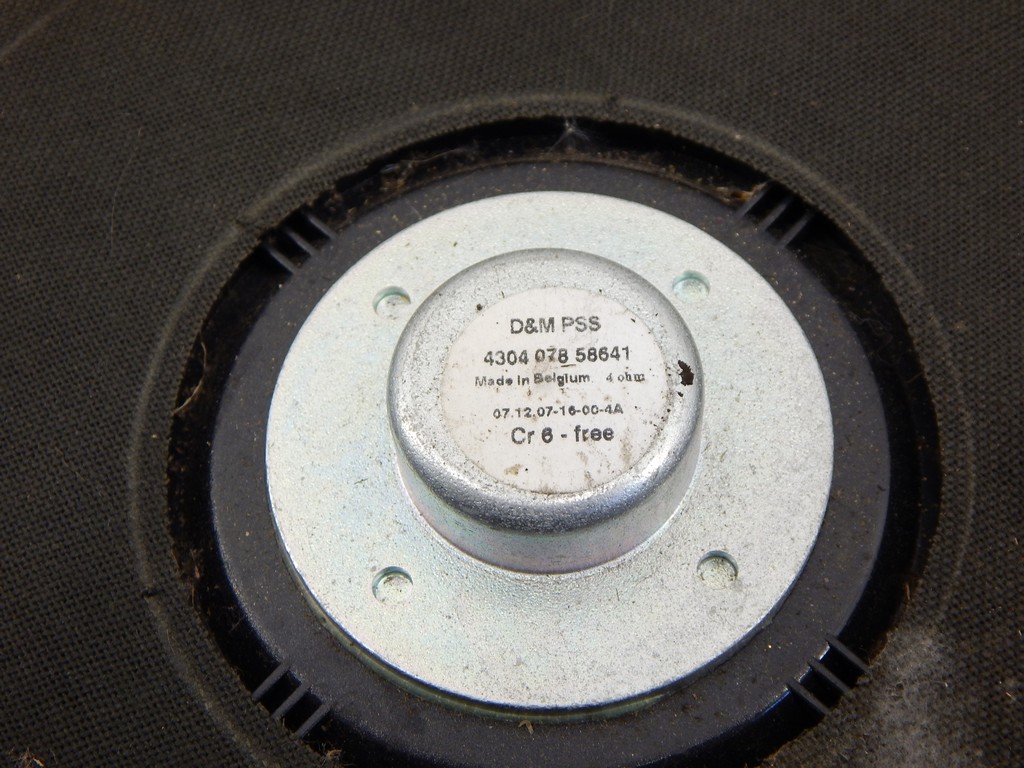 D&M PSS
4304 078 58641
Made in Belgium 4 ohm
07.12.07-16-00-4A
Cr 6 - free